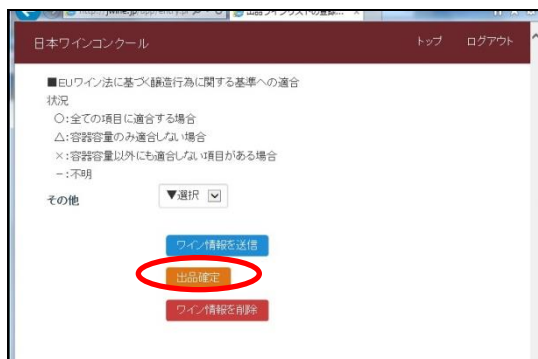 日本ワインコンクール トップ ログアウト
■EUワイン法に基づく醸造行為に関する基準への適合
状況
○:全ての項目に適合する場合
△:容器容量のみ適合しない場合
×:容器容量以外にも適合しない項目がある場合
−:不明
その他 ▼選択
ワイン情報を送信
出品確定
ワイン情報を削除